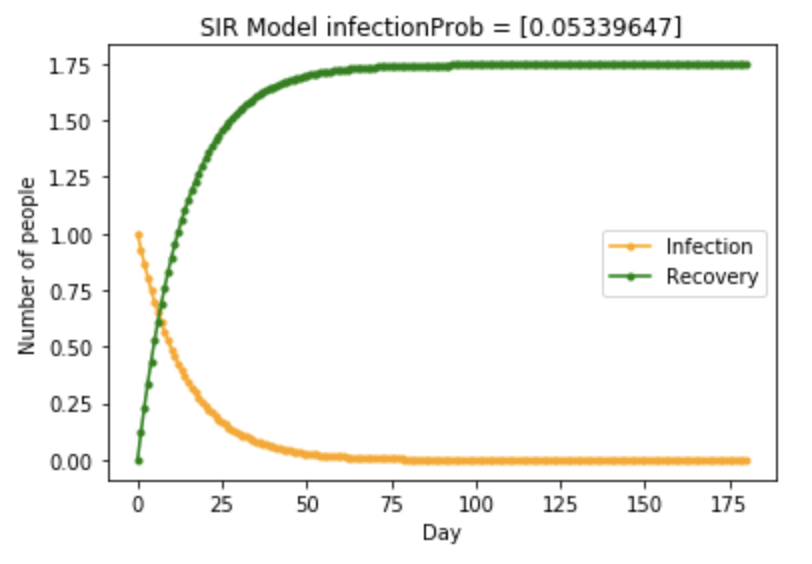 SIR Model infectionProb = [0.05339647]
Number of people
1.75
1.50
1.25
1.00
0.75
0.50
0.25
0.00
Infection
Recovery
0 25 50 75 100 125 150 175
Day